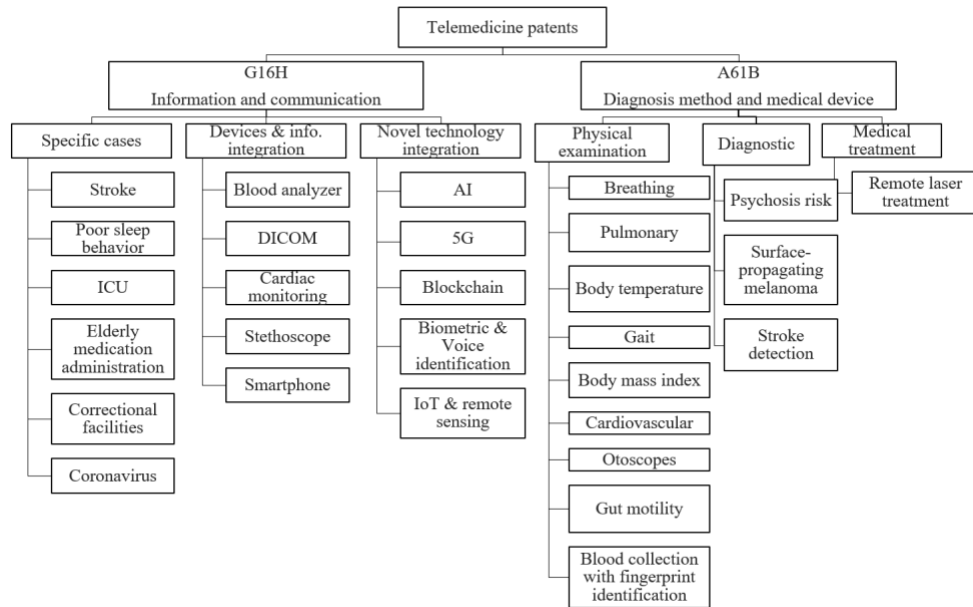 Telemedicine patents
G16H
Information and communication
A61B
Diagnosis method and medical device
Specific cases
Stroke
Poor sleep
behavior
ICU
Elderly
medication
administration
Correctional
facilities
Coronavirus
Devices & info.
integration
Blood analyzer
DICOM
Cardiac
monitoring
Stethoscope
Smartphone
Novel technology
integration
AI
5G
Blockchain
Biometric &
Voice
identification
IoT & remote
sensing
Physical
examination
Breathing
Pulmonary
Body temperature
Gait
Body mass index
Cardiovascular
Otoscopes
Gut motility
Blood collection
with fingerprint
identification
Diagnostic
Psychosis risk
Surface-
propagating
melanoma
Stroke
detection
Medical
treatment
Remote laser
treatment